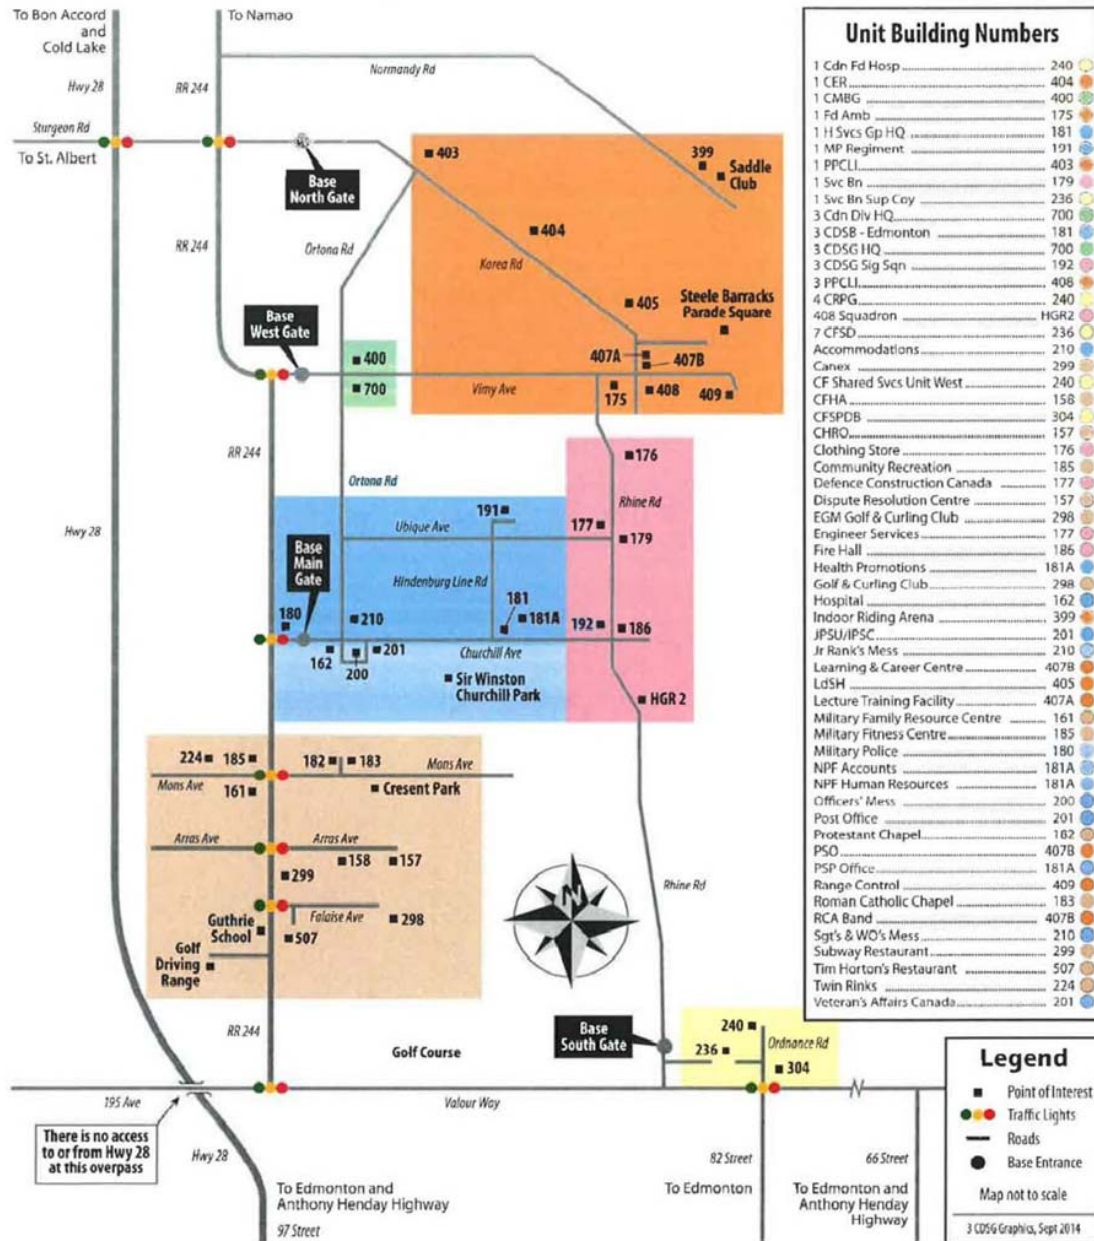 To Bon Accord
and
Cold Lake
To Namao
Hwy 28
RR 244
Normandy Rd
Sturgeon Rd
To St. Albert
Base
North Gate
403
399
Saddle
Club
RR 244
Ortona Rd
404
Korea Rd
405
Steele Barracks
Parade Square
Base
West Gate
400
407A
407B
700
Vimy Ave
175
408
409
RR 244
176
Ortona Rd
Rhine Rd
191
Hwy 28
Ubique Ave
177
179
Base
Main
Gate
Hindenburg Line Rd
180
210
181
181A
192
186
162
200
201
Churchill Ave
Sir Winston
Churchill Park
HGR 2
224
185
182
183
Mons Ave
Mons Ave
161
Cresent Park
Arras Ave
Arras Ave
158
157
299
Rhine Rd
N
Guthrie
School
Falaise Ave
298
507
Golf
Driving
Range
RR 244
Golf Course
Base
South Gate
240
236
Ordnance Rd
304
195 Ave
Valour Way
There is no access
to or from Hwy 28
at this overpass
Hwy 28
To Edmonton and
Anthony Henday Highway
97 Street
82 Street
To Edmonton
66 Street
To Edmonton and
Anthony Henday
Highway
Unit Building Numbers
1 Cdn Fd Hosp 240
1 CER 404
1 CMBG 400
1 Fd Amb 175
1 H Svcs Gp HQ 181
1 MP Regiment 191
1 PPCLI 403
1 Svc Bn 179
1 Svc Bn Sup Coy 236
3 Cdn Div HQ 700
3 CDSB - Edmonton 181
3 CDSG HQ 700
3 CDSG Sig Sqn 192
3 PPCLI 408
4 CRPG 240
408 Squadron HGR2
7 CFSD 236
Accommodations 210
Canex 299
CF Shared Svcs Unit West 240
CFHA 158
CFSPDB 304
CHRO 157
Clothing Store 176
Community Recreation 185
Defence Construction Canada 177
Dispute Resolution Centre 157
EGM Golf & Curling Club 298
Engineer Services 177
Fire Hall 186
Health Promotions 181A
Golf & Curling Club 298
Hospital 162
Indoor Riding Arena 399
JPSU/IPSC 201
Jr Rank's Mess 210
Learning & Career Centre 407B
LdSH 405
Lecture Training Facility 407A
Military Family Resource Centre 161
Military Fitness Centre 185
Military Police 180
NPF Accounts 181A
NPF Human Resources 181A
Officers' Mess 200
Post Office 201
Protestant Chapel 182
PSO 407B
PSP Office 181A
Range Control 409
Roman Catholic Chapel 183
RCA Band 407B
Sgt's & WO's Mess 210
Subway Restaurant 299
Tim Horton's Restaurant 507
Twin Rinks 224
Veteran's Affairs Canada 201
Legend
Point of Interest
Traffic Lights
Roads
Base Entrance
Map not to scale
3 CDSG Graphics, Sept 2014